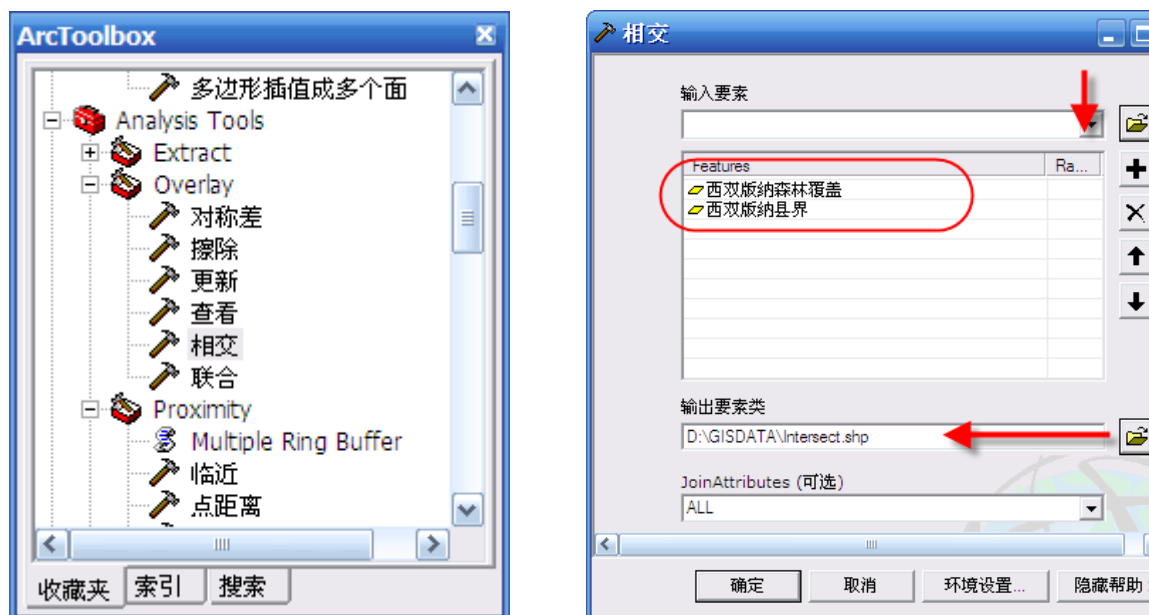 ArcToolbox
多边形插值成多个面
Analysis Tools
Extract
Overlay
对称差
擦除
更新
查看
相交
联合
Proximity
Multiple Ring Buffer
临近
点距离
收藏夹
索引
搜索
相交
输入要素
Features
Ra...
西双版纳森林覆盖
西双版纳县界
输出要素类
D:\GISDATA\Intersect.shp
JoinAttributes (可选)
ALL
确定
取消
环境设置...
隐藏帮助